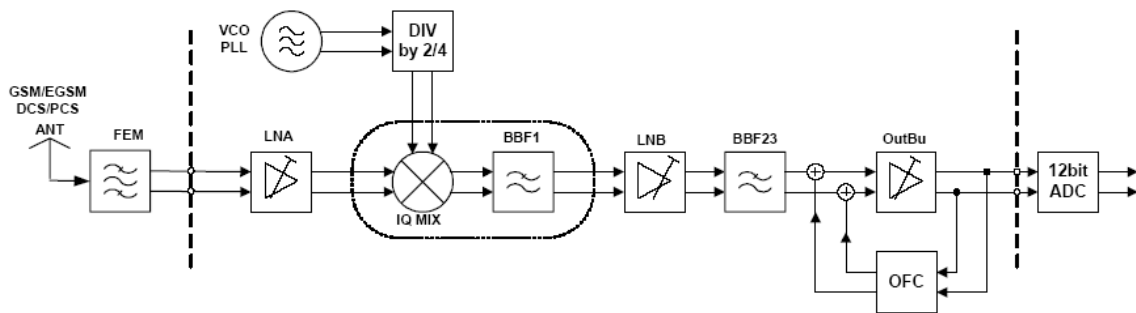 VCO
PLL
DIV
by 2/4
GSM/EGSM
DCS/PCS
ANT
FEM
LNA
IQ MIX
BBF1
LNB
BBF23
OutBu
12bit
ADC
OFC